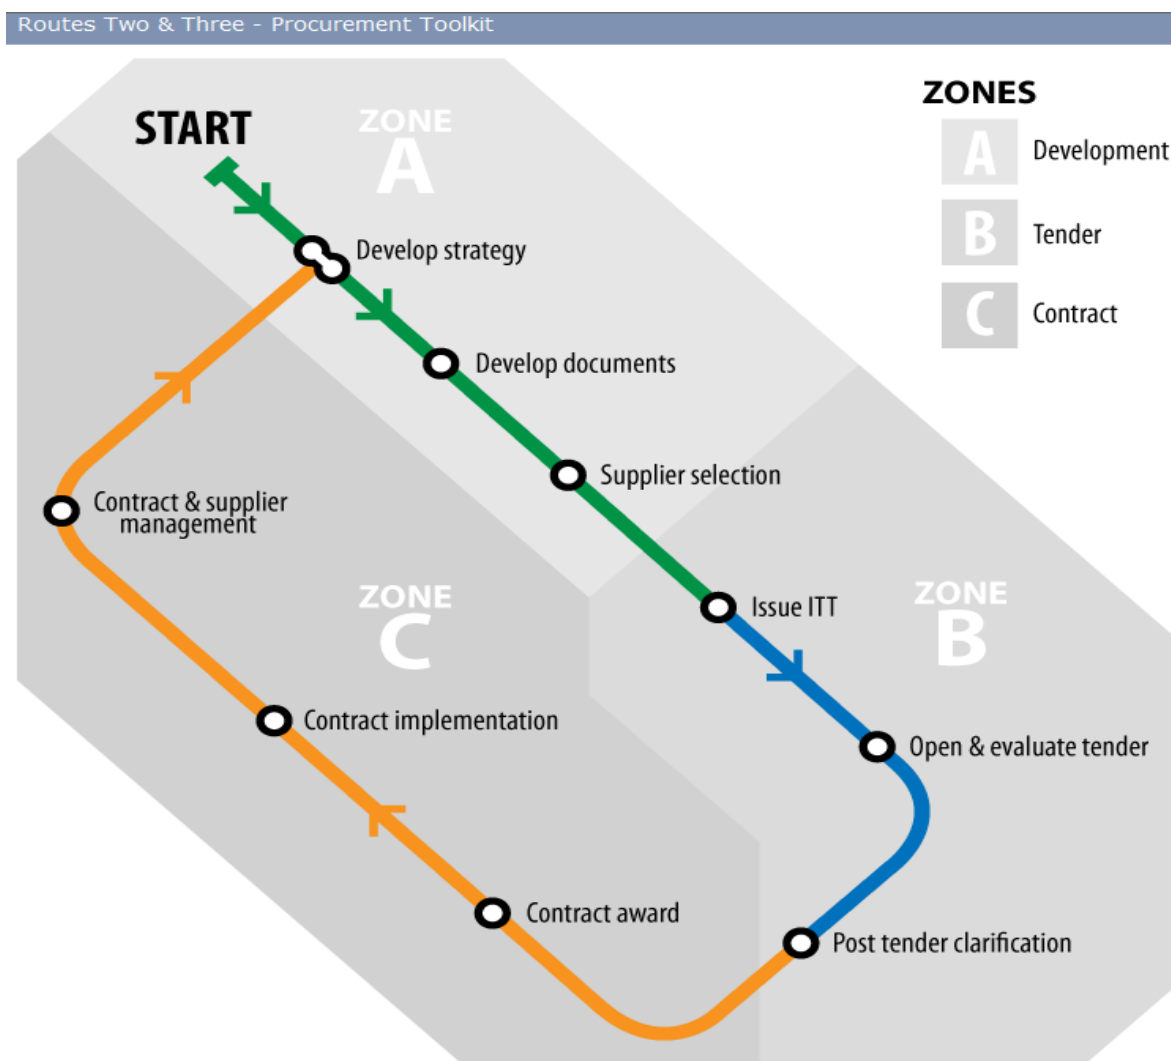 Routes Two & Three - Procurement Toolkit
ZONES
A
Development
B
Tender
C
Contract
START
ZONE
A
Develop strategy
Develop documents
Supplier selection
Contract & supplier
management
ZONE
C
Issue ITT
ZONE
B
Contract implementation
Open & evaluate tender
Contract award
Post tender clarification